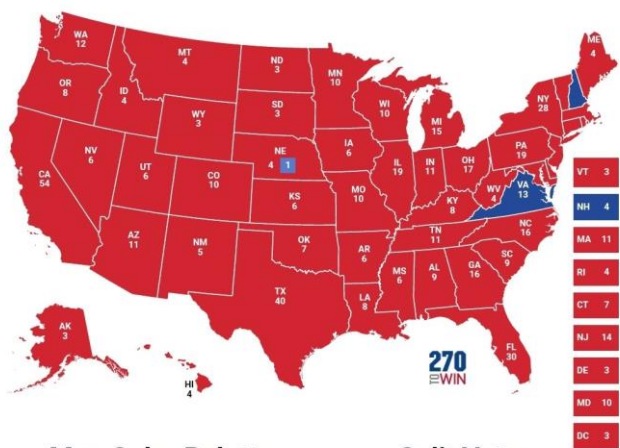 WA
12
OR
8
CA
54
NV
6
ID
4
MT
4
WY
3
UT
6
CO
10
AZ
11
NM
5
ND
3
SD
3
NE
4 1
KS
6
OK
7
TX
40
MN
10
IA
6
MO
10
AR
6
LA
8
WI
10
IL
19
MI
15
IN
11
OH
17
KY
8
TN
11
MS
6
AL
9
GA
16
FL
30
SC
9
NC
16
VA
13
WV
4
PA
19
NY
28
ME
4
AK
3
HI
4
VT 3
NH 4
MA 11
RI 4
CT 7
NJ 14
DE 3
MD 10
DC 3
270
TO WIN